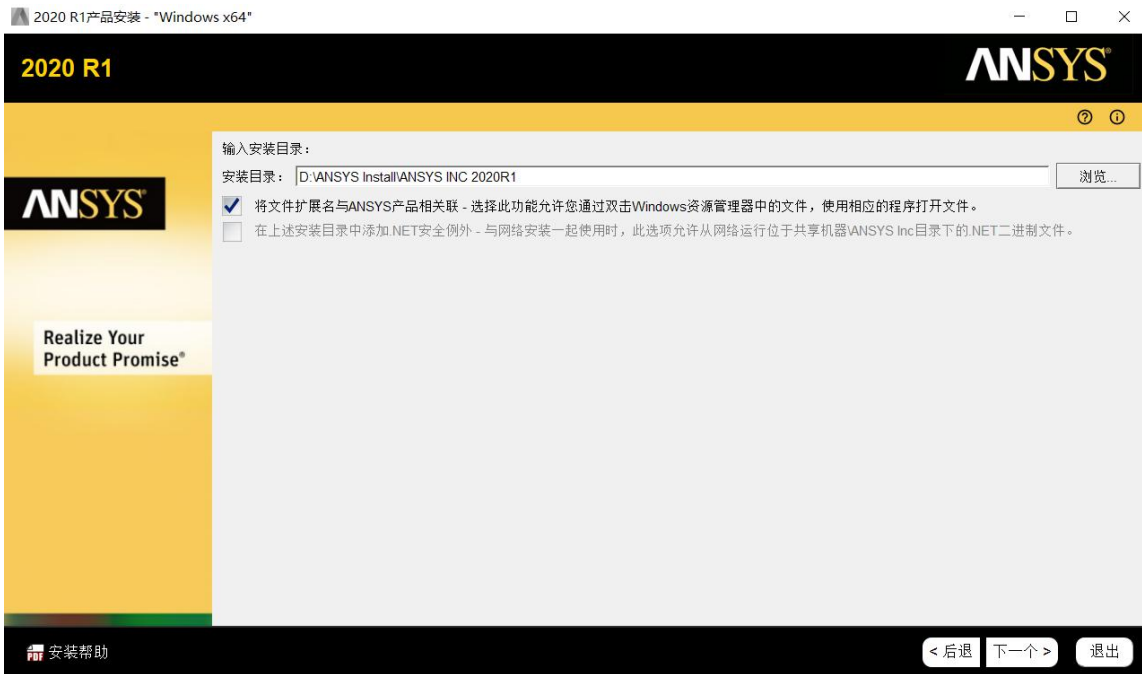 2020 R1产品安装 - "Windows x64"
2020 R1
ANSYS®
输入安装目录：
安装目录： D:\ANSYS Install\ANSYS INC 2020R1 浏览...
ANSYS®
将文件扩展名与ANSYS产品相关联 - 选择此功能允许您通过双击Windows资源管理器中的文件，使用相应的程序打开文件。
在上述安装目录中添加.NET安全例外 - 与网络安装一起使用时，此选项允许从网络运行位于共享机器\ANSYS Inc目录下的.NET二进制文件。
Realize Your
Product Promise®
PDF 安装帮助
< 后退 下一个 > 退出